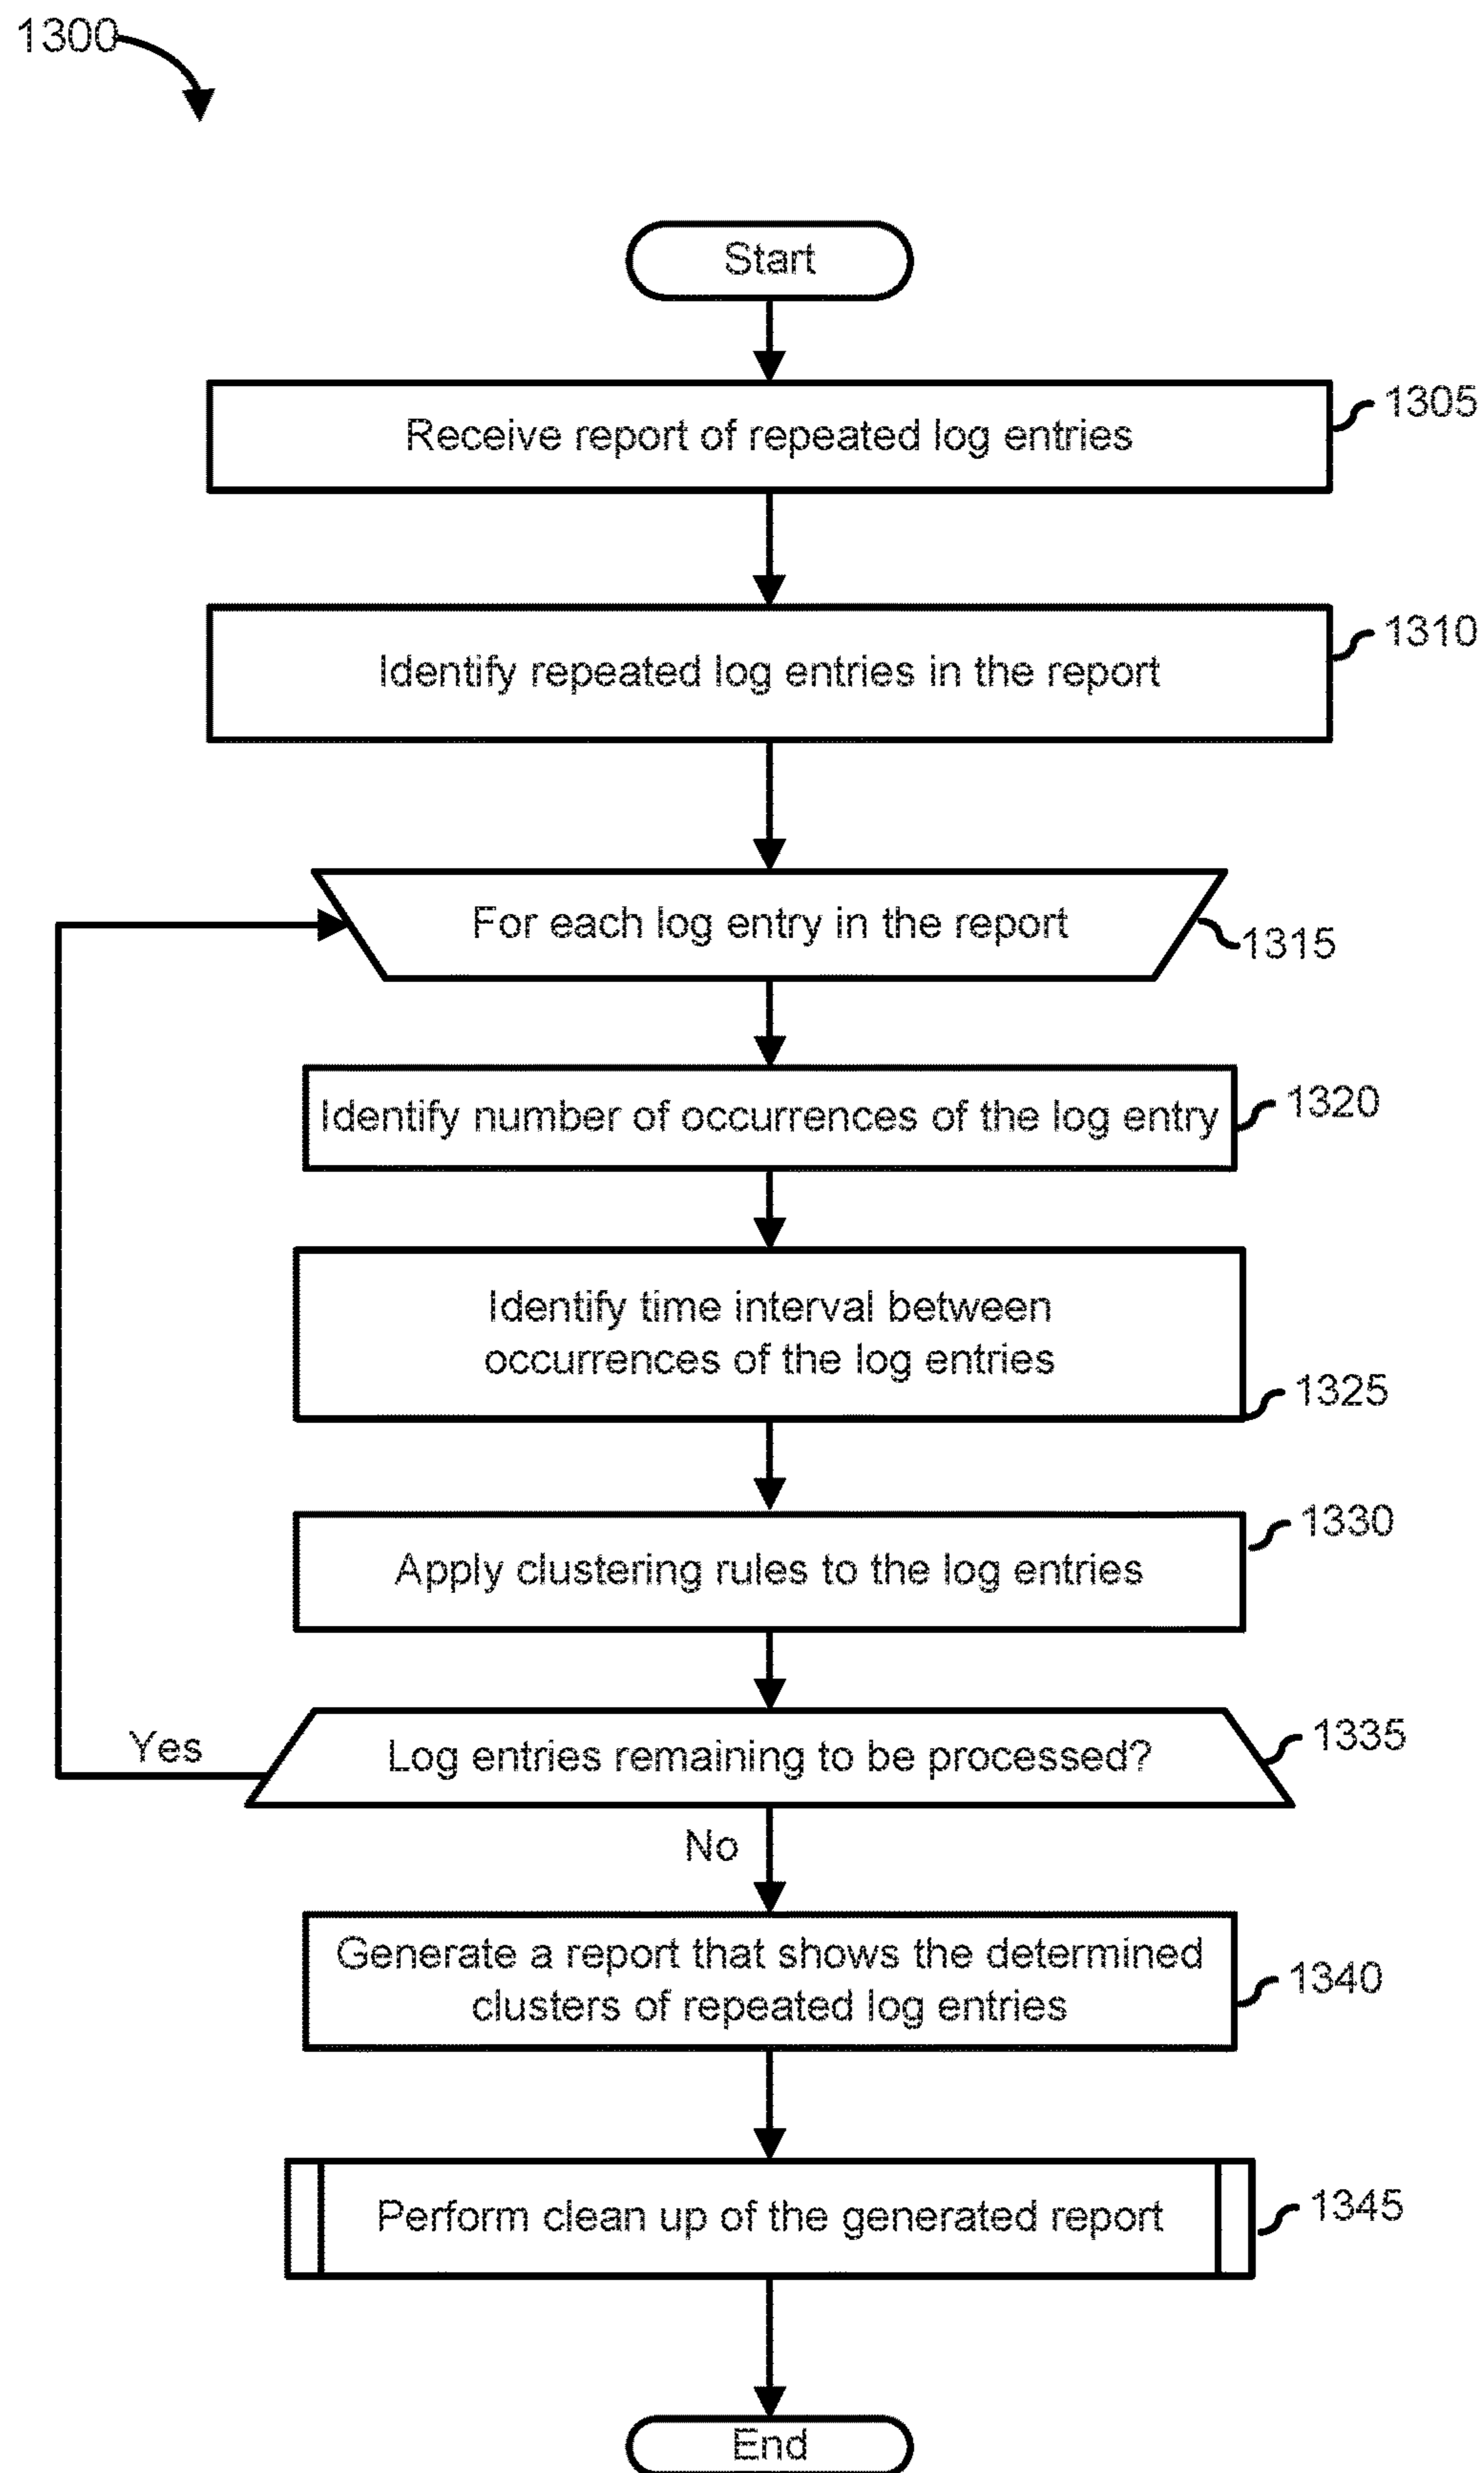 1300
Start
Receive report of repeated log entries
1305
Identify repeated log entries in the report
1310
For each log entry in the report
1315
Identify number of occurrences of the log entry
1320
Identify time interval between
occurrences of the log entries
1325
Apply clustering rules to the log entries
1330
Log entries remaining to be processed?
1335
Yes
No
Generate a report that shows the determined
clusters of repeated log entries
1340
Perform clean up of the generated report
1345
End